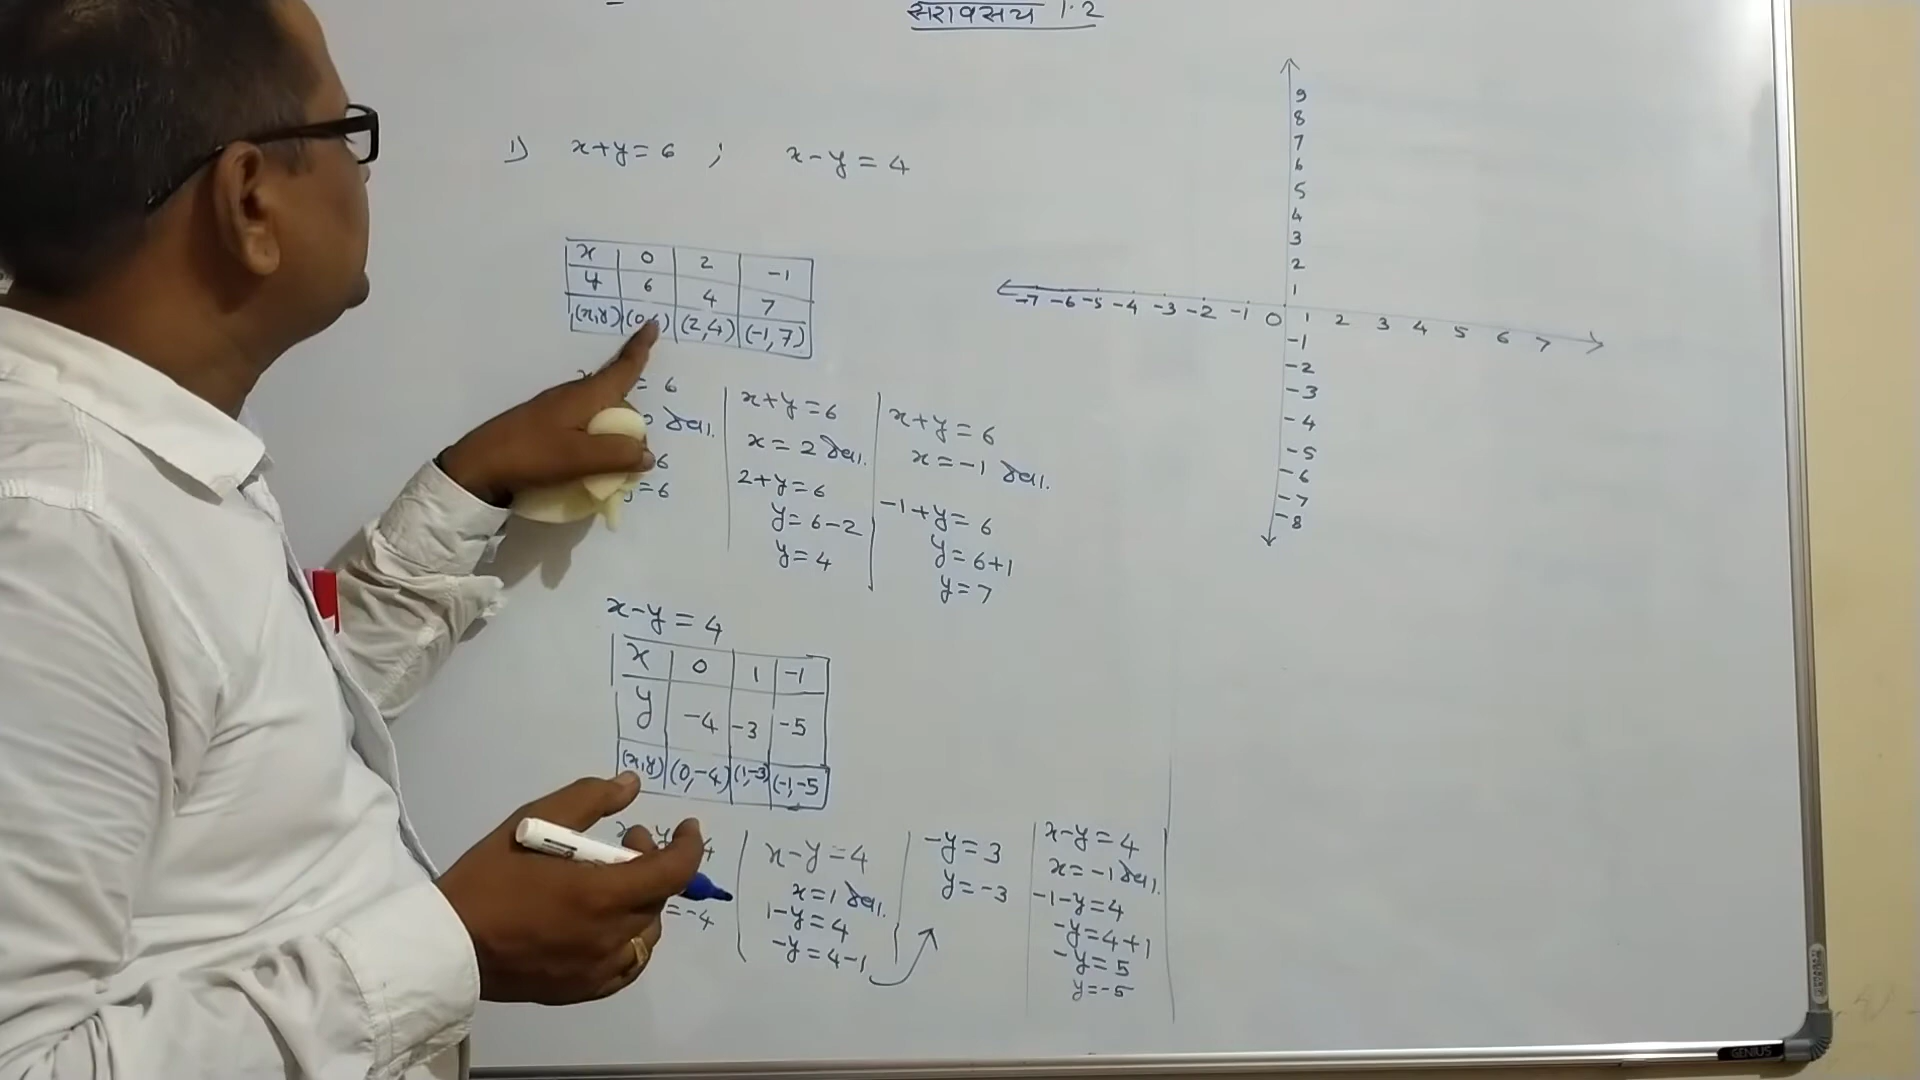 सरावसंच 1.2
1) x+y=6 ; x-y=4
x 0 2 -1
y 6 4 7
(x,y) (2,4) (-1,7)
= 6
ठेवा.
x+y=6
x=2 ठेवा.
2+y=6
y=6-2
y=4
x+y=6
x=-1 ठेवा.
-1+y=6
y=6+1
y=7
x-y=4
x 0 1 -1
y -4 -3 -5
(x,y) (0,-4) (1,-3) (-1,-5
=-4
x-y=4
x=1 ठेवा.
1-y=4
-y=4-1
-y=3
y=-3
x-y=4
x=-1 ठेवा.
-1-y=4
-y=4+1
-y=5
y=-5
9
8
7
6
5
4
3
2
1
-7 -6 -5 -4 -3 -2 -1 0 1 2 3 4 5 6 7
-1
-2
-3
-4
-5
-6
-7
-8
GENIUS